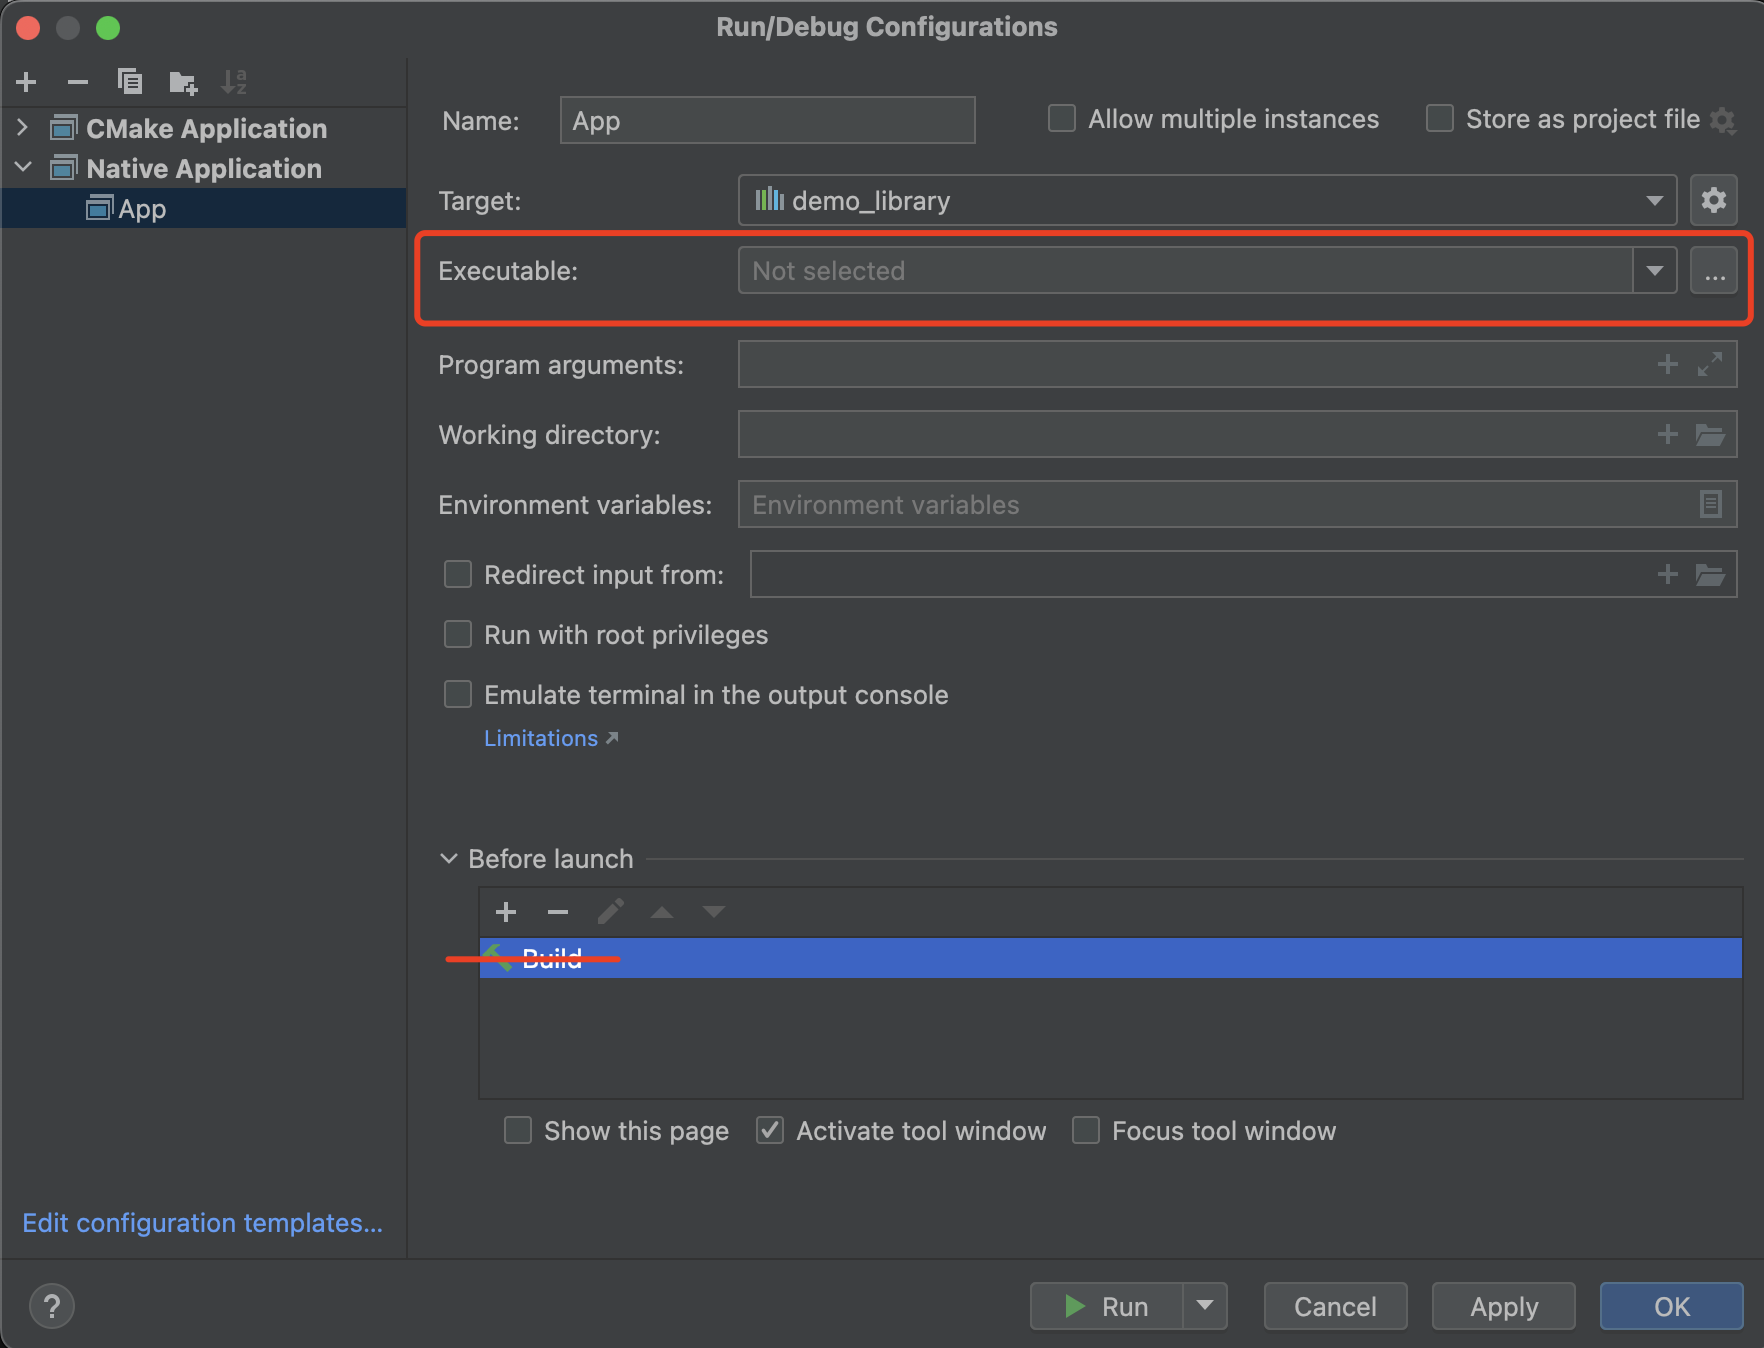 Run/Debug Configurations
CMake Application
Native Application
App
Edit configuration templates...
Name: App
Allow multiple instances
Store as project file
Target: demo_library
Executable: Not selected ...
Program arguments:
Working directory:
Environment variables: Environment variables
Redirect input from:
Run with root privileges
Emulate terminal in the output console
Limitations
Before launch
Build
Show this page Activate tool window Focus tool window
? Run Cancel Apply OK